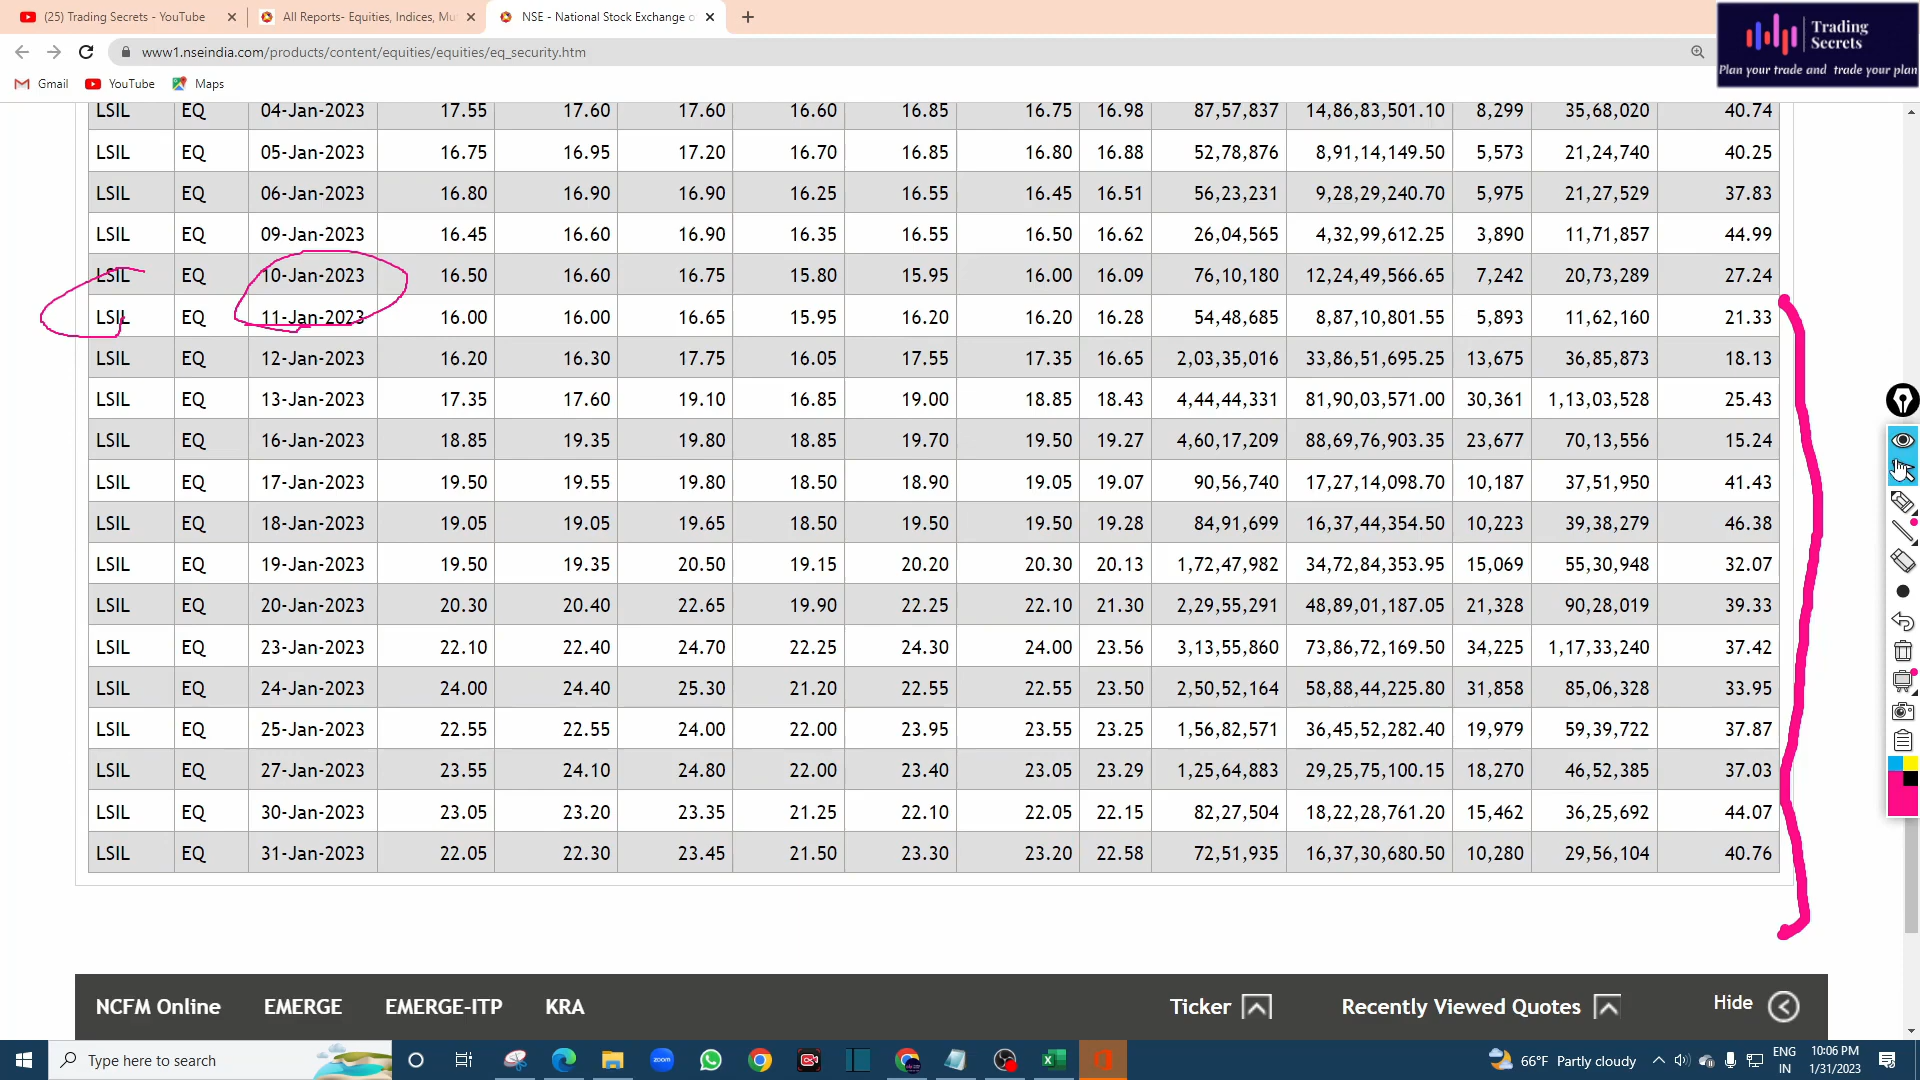 (25) Trading Secrets - YouTube
All Reports- Equities, Indices, Mu
NSE - National Stock Exchange o
www1.nseindia.com/products/content/equities/equities/eq_security.htm
Trading
Secrets
Plan your trade and trade your plan
Gmail YouTube Maps
LSIL EQ 04-Jan-2023 17.55 17.60 17.60 16.60 16.85 16.75 16.98 87,57,837 14,86,83,501.10 8,299 35,68,020 40.74
LSIL EQ 05-Jan-2023 16.75 16.95 17.20 16.70 16.85 16.80 16.88 52,78,876 8,91,14,149.50 5,573 21,24,740 40.25
LSIL EQ 06-Jan-2023 16.80 16.90 16.90 16.25 16.55 16.45 16.51 56,23,231 9,28,29,240.70 5,975 21,27,529 37.83
LSIL EQ 09-Jan-2023 16.45 16.60 16.90 16.35 16.55 16.50 16.62 26,04,565 4,32,99,612.25 3,890 11,71,857 44.99
LSIL EQ 10-Jan-2023 16.50 16.60 16.75 15.80 15.95 16.00 16.09 76,10,180 12,24,49,566.65 7,242 20,73,289 27.24
LSIL EQ 11-Jan-2023 16.00 16.00 16.65 15.95 16.20 16.20 16.28 54,48,685 8,87,10,801.55 5,893 11,62,160 21.33
LSIL EQ 12-Jan-2023 16.20 16.30 17.75 16.05 17.55 17.35 16.65 2,03,35,016 33,86,51,695.25 13,675 36,85,873 18.13
LSIL EQ 13-Jan-2023 17.35 17.60 19.10 16.85 19.00 18.85 18.43 4,44,44,331 81,90,03,571.00 30,361 1,13,03,528 25.43
LSIL EQ 16-Jan-2023 18.85 19.35 19.80 18.85 19.70 19.50 19.27 4,60,17,209 88,69,76,903.35 23,677 70,13,556 15.24
LSIL EQ 17-Jan-2023 19.50 19.55 19.80 18.50 18.90 19.05 19.07 90,56,740 17,27,14,098.70 10,187 37,51,950 41.43
LSIL EQ 18-Jan-2023 19.05 19.05 19.65 18.50 19.50 19.50 19.28 84,91,699 16,37,44,354.50 10,223 39,38,279 46.38
LSIL EQ 19-Jan-2023 19.50 19.35 20.50 19.15 20.20 20.30 20.13 1,72,47,982 34,72,84,353.95 15,069 55,30,948 32.07
LSIL EQ 20-Jan-2023 20.30 20.40 22.65 19.90 22.25 22.10 21.30 2,29,55,291 48,89,01,187.05 21,328 90,28,019 39.33
LSIL EQ 23-Jan-2023 22.10 22.40 24.70 22.25 24.30 24.00 23.56 3,13,55,860 73,86,72,169.50 34,225 1,17,33,240 37.42
LSIL EQ 24-Jan-2023 24.00 24.40 25.30 21.20 22.55 22.55 23.50 2,50,52,164 58,88,44,225.80 31,858 85,06,328 33.95
LSIL EQ 25-Jan-2023 22.55 22.55 24.00 22.00 23.95 23.55 23.25 1,56,82,571 36,45,52,282.40 19,979 59,39,722 37.87
LSIL EQ 27-Jan-2023 23.55 24.10 24.80 22.00 23.40 23.05 23.29 1,25,64,883 29,25,75,100.15 18,270 46,52,385 37.03
LSIL EQ 30-Jan-2023 23.05 23.20 23.35 21.25 22.10 22.05 22.15 82,27,504 18,22,28,761.20 15,462 36,25,692 44.07
LSIL EQ 31-Jan-2023 22.05 22.30 23.45 21.50 23.30 23.20 22.58 72,51,935 16,37,30,680.50 10,280 29,56,104 40.76
NCFM Online EMERGE EMERGE-ITP KRA Ticker Recently Viewed Quotes Hide
Type here to search
zoom
66°F Partly cloudy
ENG
IN
10:06 PM
1/31/2023